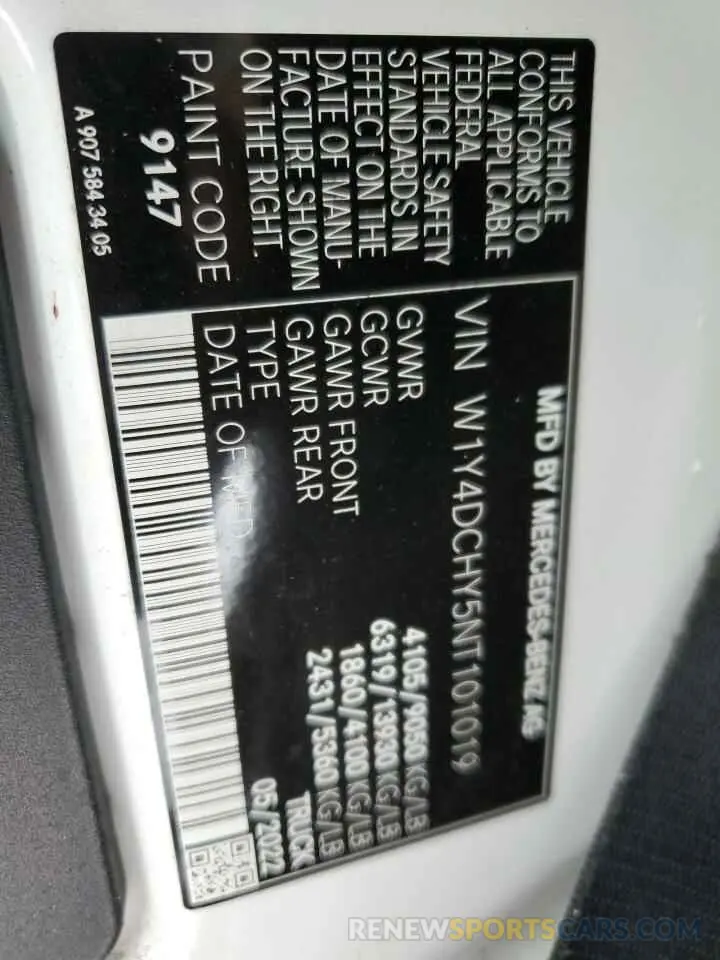 MFD BY MERCEDES-BENZ AG
VIN W1Y4DCHY5NT101019
GVWR 4105/9050 KG/LB
GCWR 6319/13930 KG/LB
GAWR FRONT 1860/4100 KG/LB
GAWR REAR 2431/5360 KG/LB
TYPE TRUCK
DATE OF MFD 05/2022
THIS VEHICLE
CONFORMS TO
ALL APPLICABLE
FEDERAL
VEHICLE SAFETY
STANDARDS IN
EFFECT ON THE
DATE OF MANU-
FACTURE SHOWN
ON THE RIGHT.
PAINT CODE
9147
A 907 584 34 05
RENEWSPORTSCARS.COM